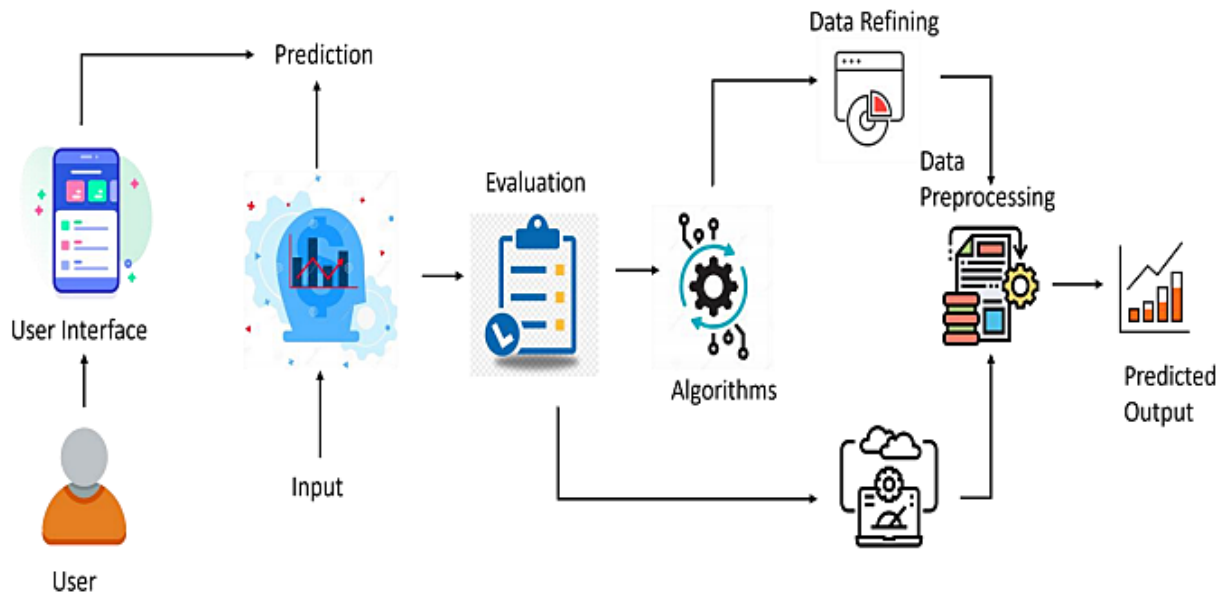 Data Refining
Prediction
Data
Preprocessing
Evaluation
User Interface
Algorithms
Predicted
Output
Input
User